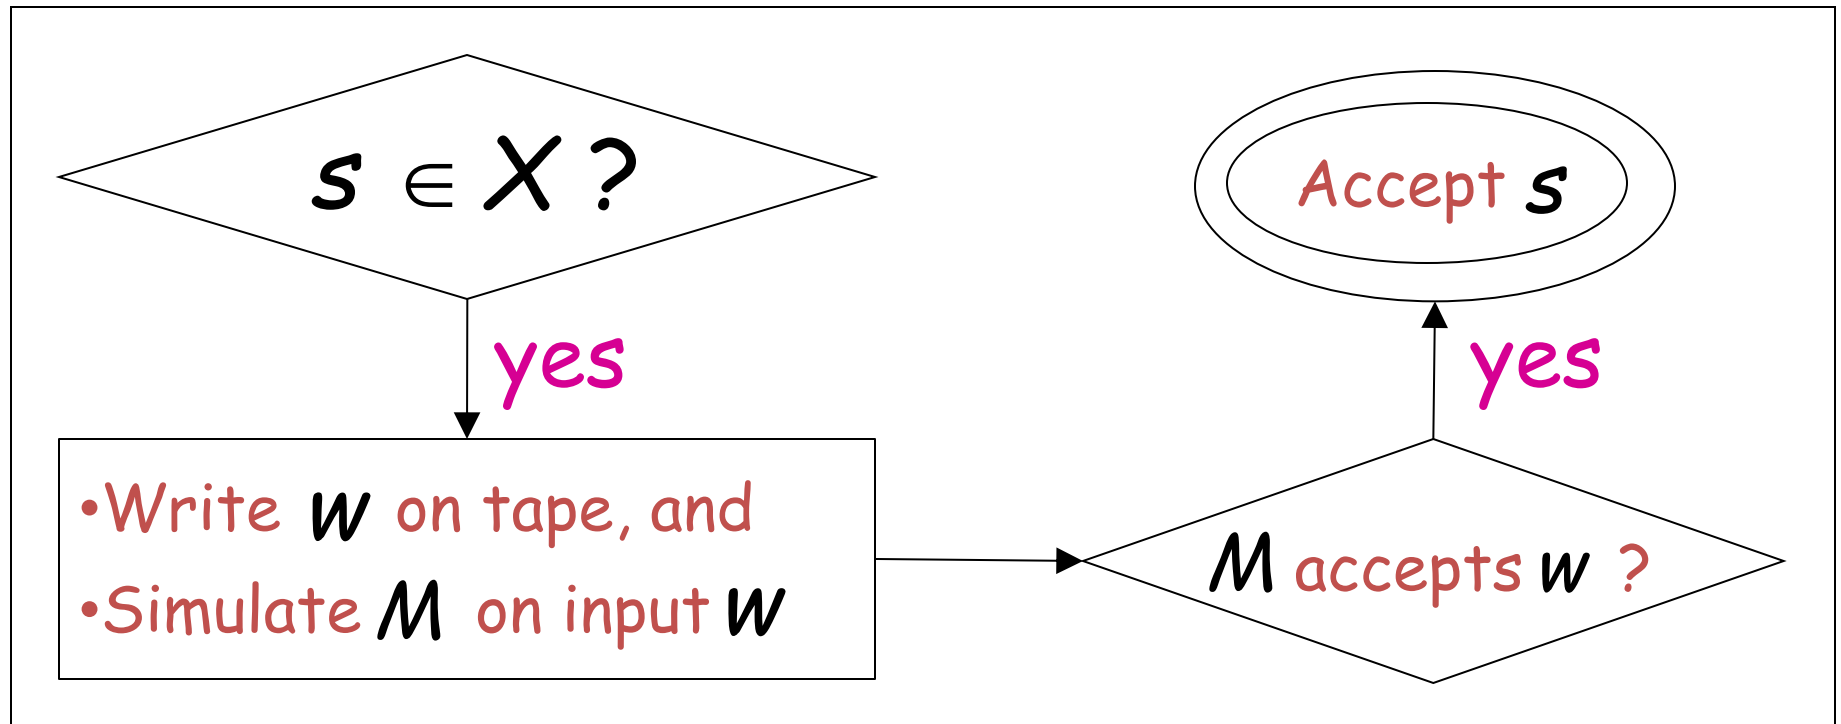 s ∈ X ?
yes
•Write w on tape, and
•Simulate M on input w
M accepts w ?
yes
Accept s